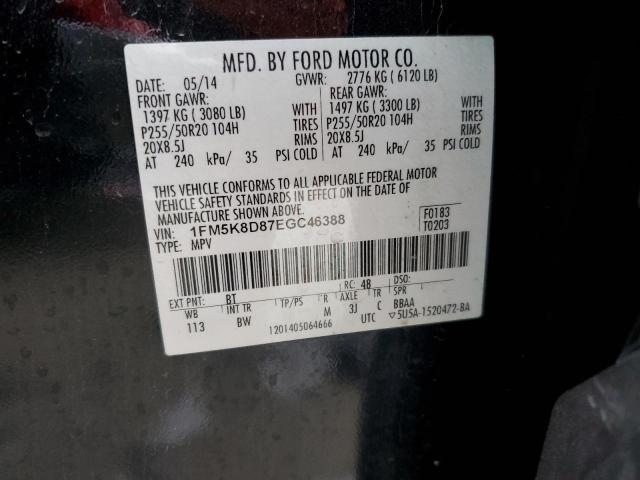 MFD. BY FORD MOTOR CO.
DATE: 05/14 GVWR: 2776 KG ( 6120 LB)
FRONT GAWR: REAR GAWR:
1397 KG ( 3080 LB) WITH 1497 KG ( 3300 LB) WITH
P255/50R20 104H TIRES P255/50R20 104H TIRES
20X8.5J RIMS 20X8.5J RIMS
AT 240 kPa/ 35 PSI COLD AT 240 kPa/ 35 PSI COLD
THIS VEHICLE CONFORMS TO ALL APPLICABLE FEDERAL MOTOR
VEHICLE SAFETY STANDARDS IN EFFECT ON THE DATE OF
MANUFACTURE SHOWN ABOVE.
VIN: 1FM5K8D87EGC46388 F0183
TYPE: MPV T0203
EXT PNT: BT RC: 48 DSO:
WB INT TR TP/PS R AXLE TR SPR
113 BW M 3J C BBAA
1201405064666 UTC ▽5U5A-1520472-BA